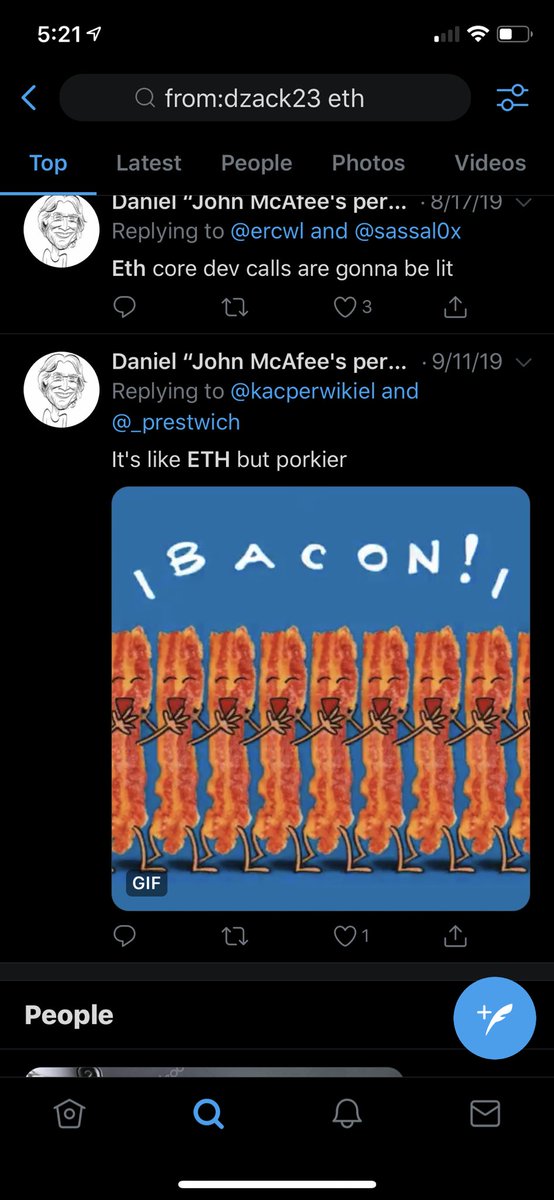 5:21
from:dzack23 eth
Top Latest People Photos Videos
Daniel “John McAfee's per... · 8/17/19
Replying to @ercwl and @sassal0x
Eth core dev calls are gonna be lit
3
Daniel “John McAfee's per... · 9/11/19
Replying to @kacperwikiel and
@_prestwich
It's like ETH but porkier
BACON!
GIF
1
People